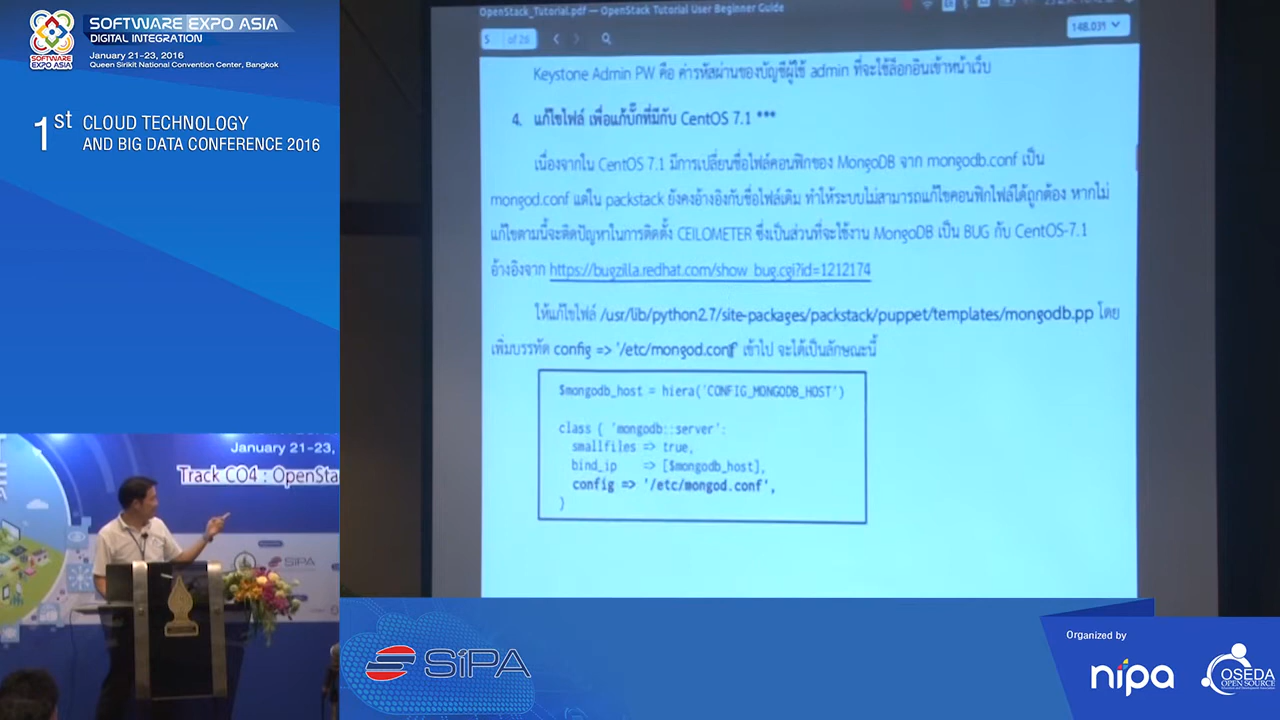 SOFTWARE EXPO ASIA
DIGITAL INTEGRATION
January 21-23, 2016
Queen Sirikit National Convention Center, Bangkok
SOFTWARE
EXPO ASIA
1st CLOUD TECHNOLOGY
AND BIG DATA CONFERENCE 2016
OpenStack_Tutorial.pdf — OpenStack Tutorial User Beginner Guide
5 of 26
148.03%
Keystone Admin PW คือ ค่ารหัสผ่านของบัญชีผู้ใช้ admin ที่จะใช้ล็อกอินเข้าหน้าเว็บ
4. แก้ไขไฟล์ เพื่อแก้บั๊กที่มีกับ CentOS 7.1 ***
เนื่องจากใน CentOS 7.1 มีการเปลี่ยนชื่อไฟล์คอนฟิกของ MongoDB จาก mongodb.conf เป็น
mongod.conf แต่ใน packstack ยังคงอ้างอิงกับชื่อไฟล์เดิม ทำให้ระบบไม่สามารถแก้ไขคอนฟิกไฟล์ได้ถูกต้อง หากไม่
แก้ไขตามนี้จะติดปัญหาในการติดตั้ง CEILOMETER ซึ่งเป็นส่วนที่จะใช้งาน MongoDB เป็น BUG กับ CentOS-7.1
อ้างอิงจาก https://bugzilla.redhat.com/show_bug.cgi?id=1212174
ให้แก้ไขไฟล์ /usr/lib/python2.7/site-packages/packstack/puppet/templates/mongodb.pp โดย
เพิ่มบรรทัด config => '/etc/mongod.conf' เข้าไป จะได้เป็นลักษณะนี้
$mongodb_host = hiera('CONFIG_MONGODB_HOST')
class { 'mongodb::server':
smallfiles => true,
bind_ip => [$mongodb_host],
config => '/etc/mongod.conf',
}
January 21-23,
Track CO4 : OpenSta
SiPA
SiPA
Organized by
nipa
OSEDA
OPEN SOURCE